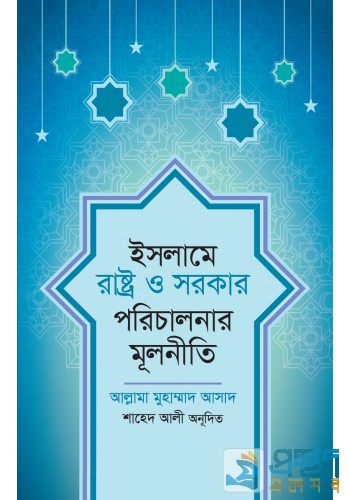 ইসলামে
রাষ্ট্র ও সরকার
পরিচালনার
মূলনীতি
আল্লামা মুহাম্মাদ আসাদ
শাহেদ আলী অনূদিত